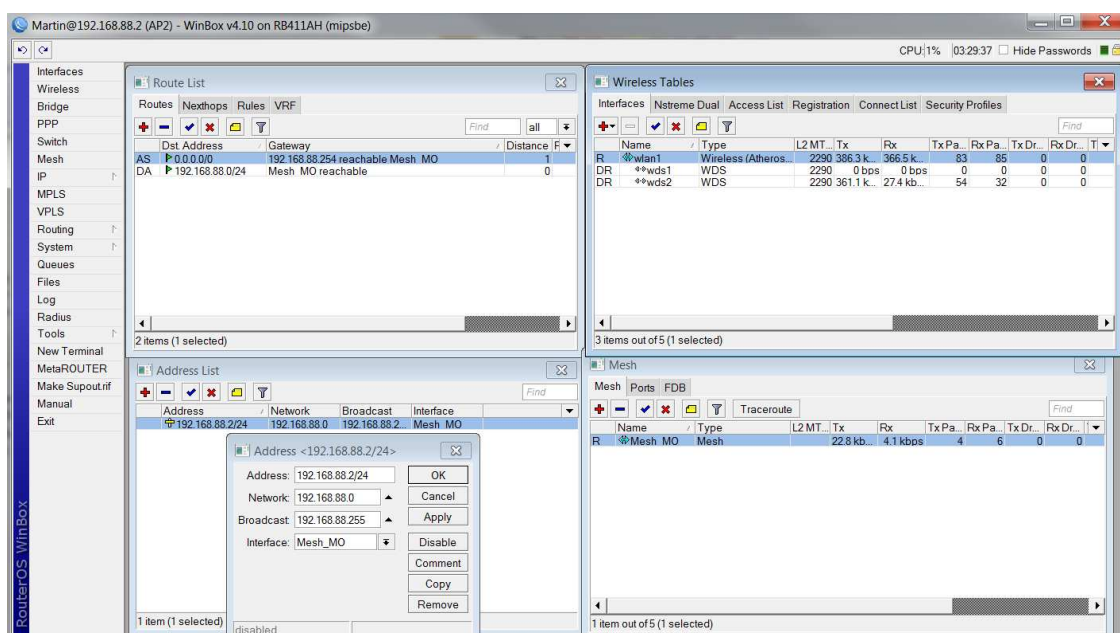 Martin@192.168.88.2 (AP2) - WinBox v4.10 on RB411AH (mipsbe)
CPU: 1% 03:29:37 Hide Passwords
Interfaces
Wireless
Bridge
PPP
Switch
Mesh
IP
MPLS
VPLS
Routing
System
Queues
Files
Log
Radius
Tools
New Terminal
MetaROUTER
Make Supout.rif
Manual
Exit
RouterOS WinBox
Route List
Routes Nexthops Rules VRF
Find all
Dst. Address Gateway Distance
AS 0.0.0.0/0 192.168.88.254 reachable Mesh_MO 1
DA 192.168.88.0/24 Mesh_MO reachable 0
2 items (1 selected)
Wireless Tables
Interfaces Nstreme Dual Access List Registration Connect List Security Profiles
Find
Name Type L2 MT... Tx Rx Tx Pa... Rx Pa... Tx Dr... Rx Dr... T
R wlan1 Wireless (Atheros... 2290 386.3 k... 366.5 k... 83 85 0 0
DR wds1 WDS 2290 0 bps 0 bps 0 0 0 0
DR wds2 WDS 2290 361.1 k... 27.4 kb... 54 32 0 0
3 items out of 5 (1 selected)
Address List
Find
Address Network Broadcast Interface
192.168.88.2/24 192.168.88.0 192.168.88.2... Mesh_MO
1 item (1 selected)
Address <192.168.88.2/24>
Address: 192.168.88.2/24
Network: 192.168.88.0
Broadcast: 192.168.88.255
Interface: Mesh_MO
OK
Cancel
Apply
Disable
Comment
Copy
Remove
disabled
Mesh
Mesh Ports FDB
Traceroute Find
Name Type L2 MT... Tx Rx Tx Pa... Rx Pa... Tx Dr... Rx Dr...
R Mesh_MO Mesh 22.8 kb... 4.1 kbps 4 6 0 0
1 item out of 5 (1 selected)